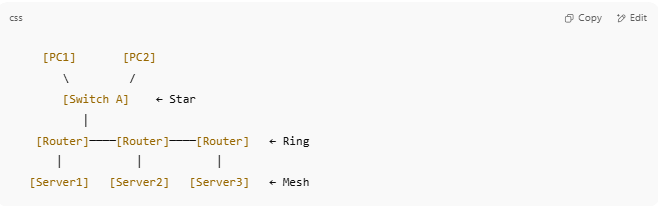 css Copy Edit
[PC1] [PC2]
\ /
[Switch A] ← Star
|
[Router]────[Router]────[Router] ← Ring
| | |
[Server1] [Server2] [Server3] ← Mesh